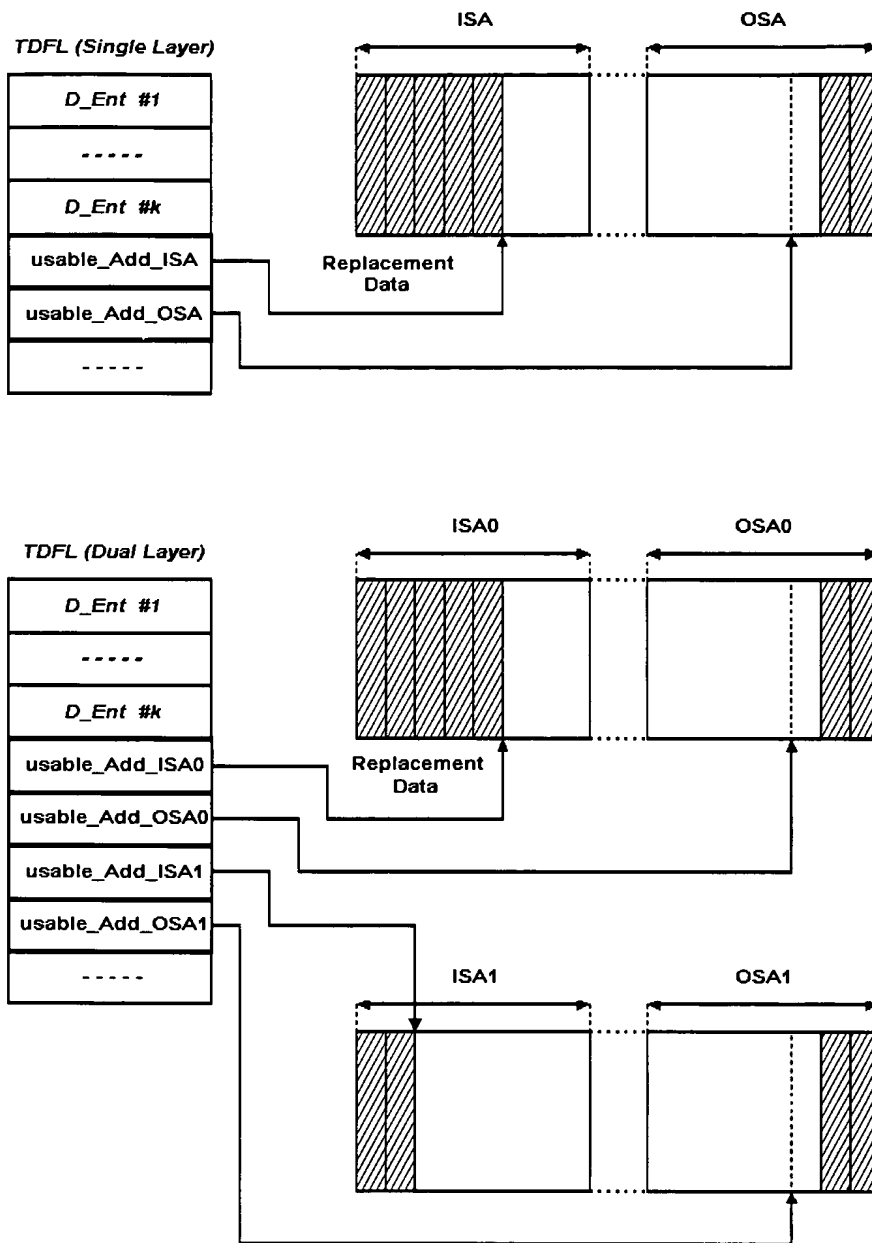 ISA
OSA
TDFL (Single Layer)
D_Ent #1
- - - - -
D_Ent #k
usable_Add_ISA
usable_Add_OSA
- - - - -
Replacement
Data
ISA0
OSA0
TDFL (Dual Layer)
D_Ent #1
- - - - -
D_Ent #k
usable_Add_ISA0
usable_Add_OSA0
usable_Add_ISA1
usable_Add_OSA1
- - - - -
Replacement
Data
ISA1
OSA1